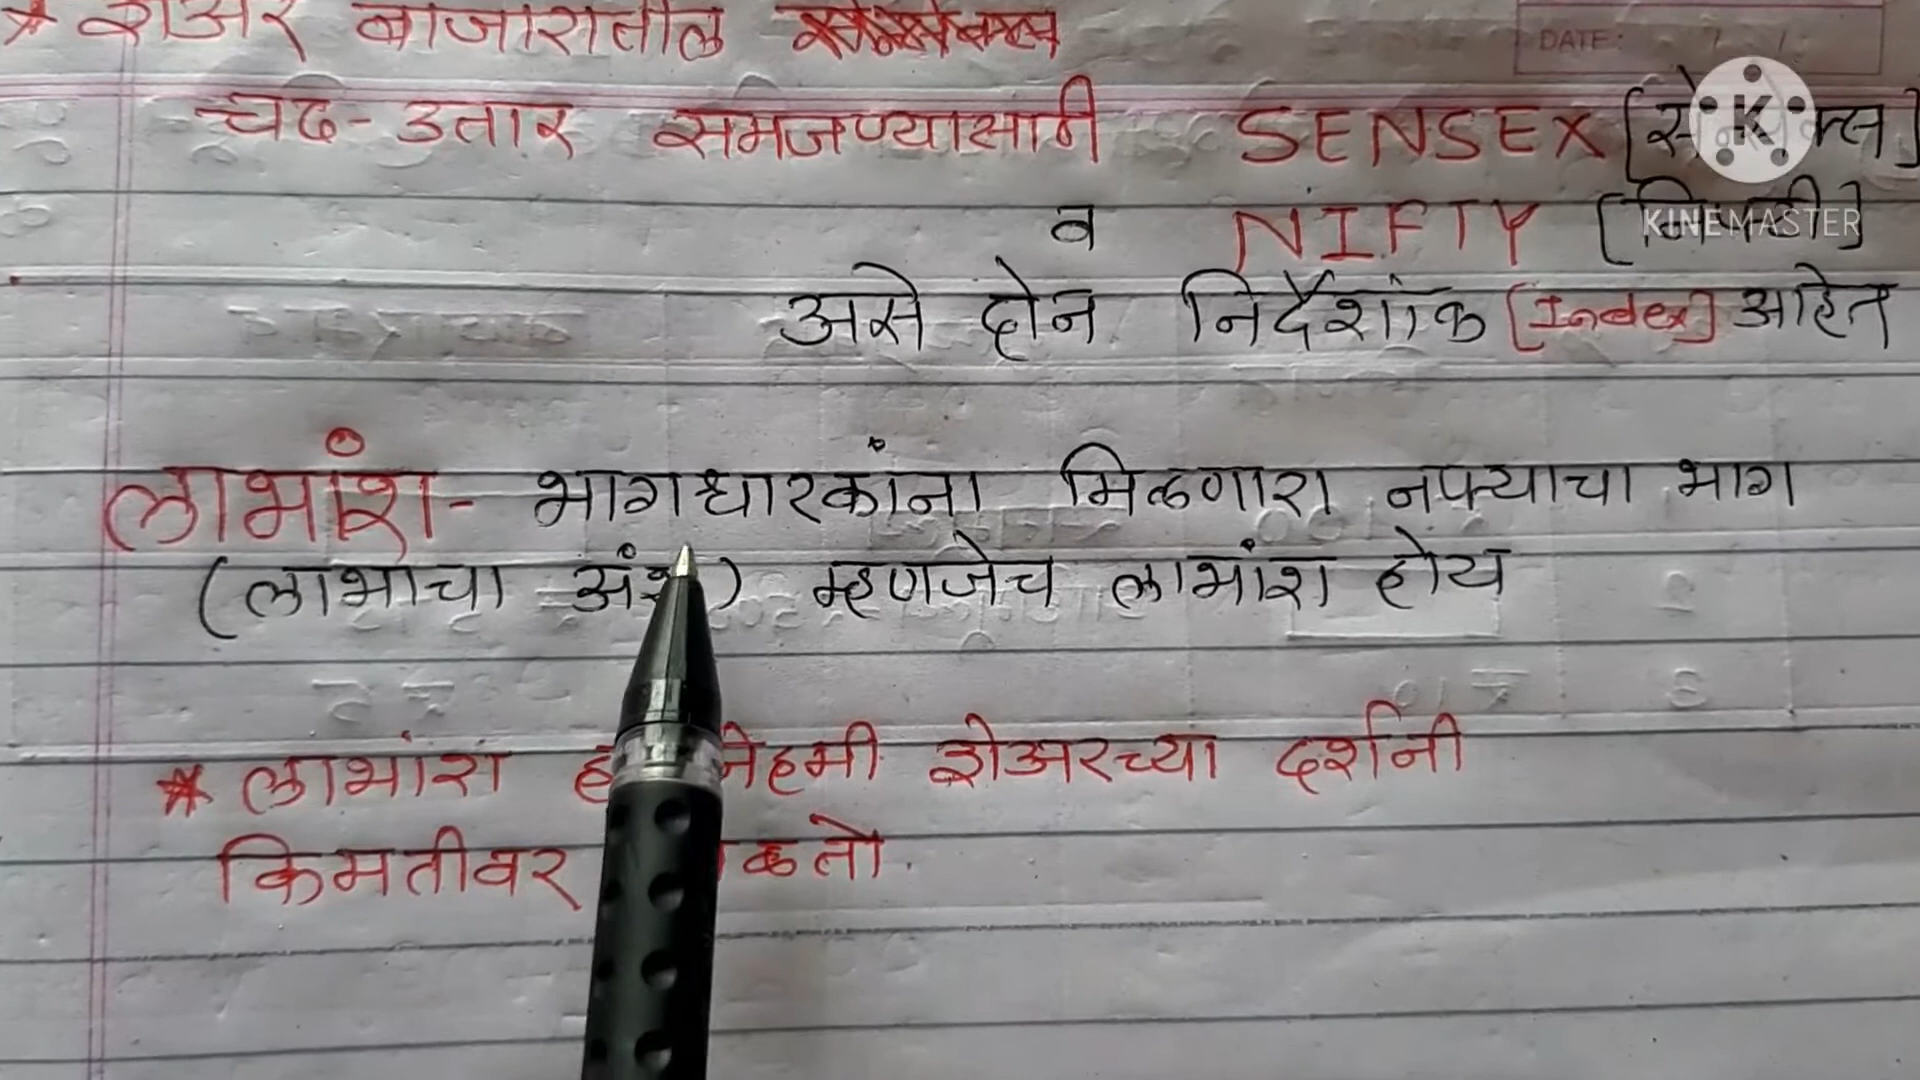 * शेअर बाजारातील
DATE:
चढ-उतार समजण्यासाठी SENSEX [
K
व NIFTY [निफ्टी]
KINEMASTER
असे दोन निर्देशांक [Index] आहेत
लाभांश- भागधारकांना मिळणारा नफ्याचा भाग
(लाभाचा अंश) म्हणजेच लाभांश होय
* लाभांश नेहमी शेअरच्या दर्शनी
किमतीवर